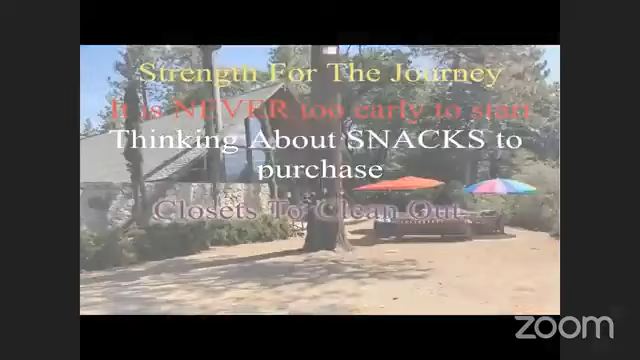 Strength For The Journey
It is NEVER too early to start
Thinking About SNACKS to
purchase
Closets To Clean Out
zoom